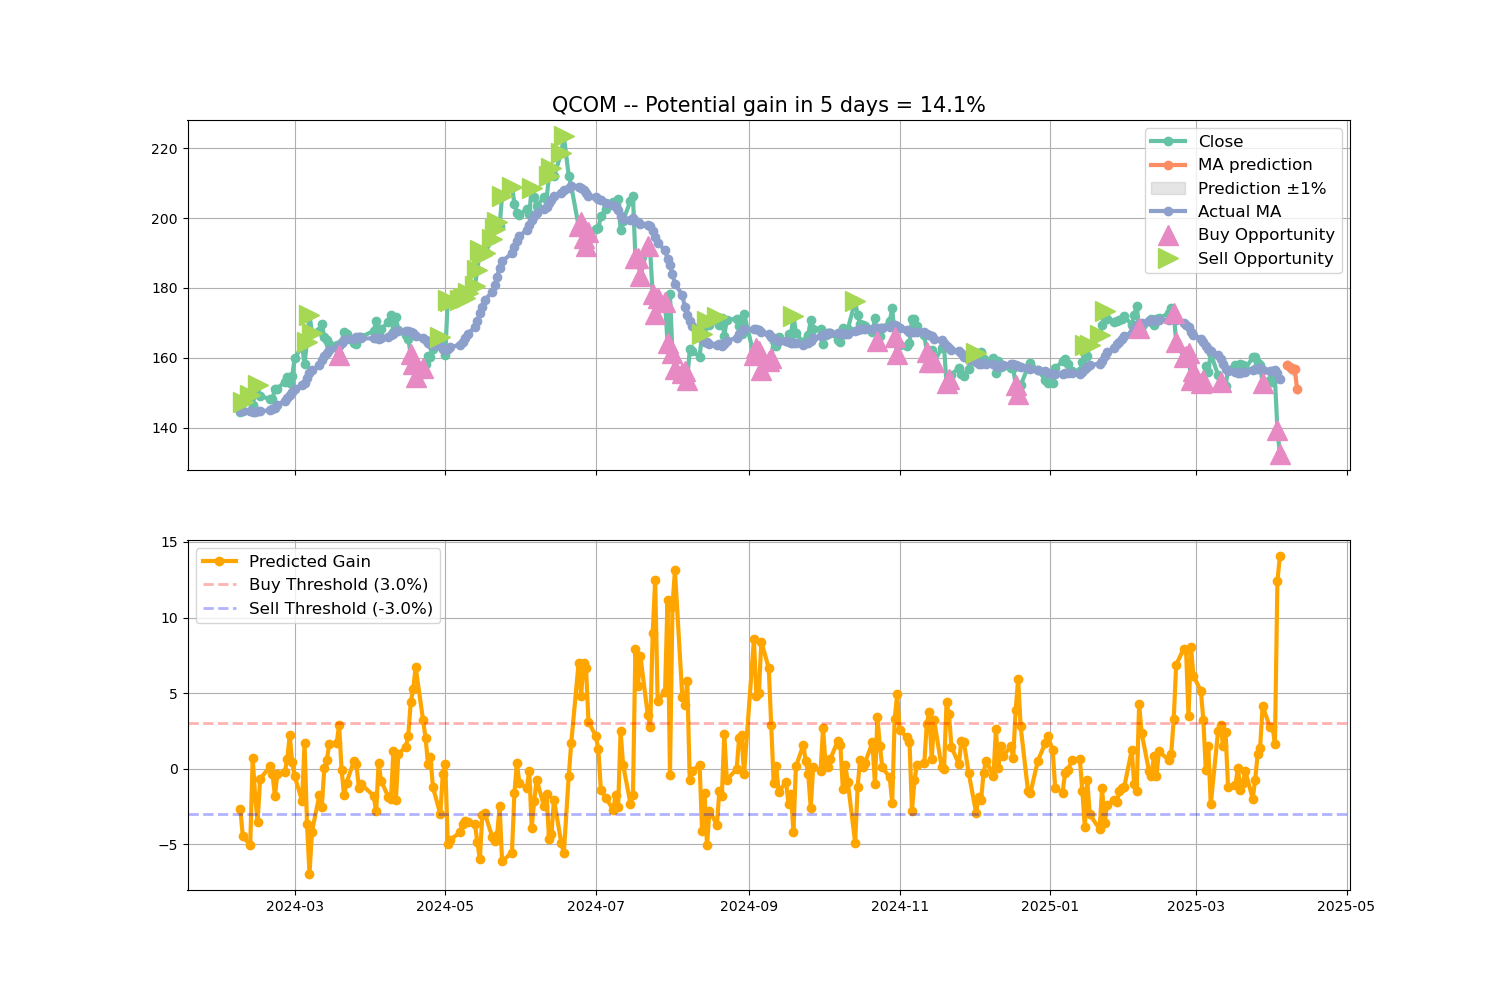 QCOM -- Potential gain in 5 days = 14.1%
220
200
180
160
140
Close
MA prediction
Prediction ±1%
Actual MA
Buy Opportunity
Sell Opportunity
15
10
5
0
−5
Predicted Gain
Buy Threshold (3.0%)
Sell Threshold (-3.0%)
2024-03 2024-05 2024-07 2024-09 2024-11 2025-01 2025-03 2025-05